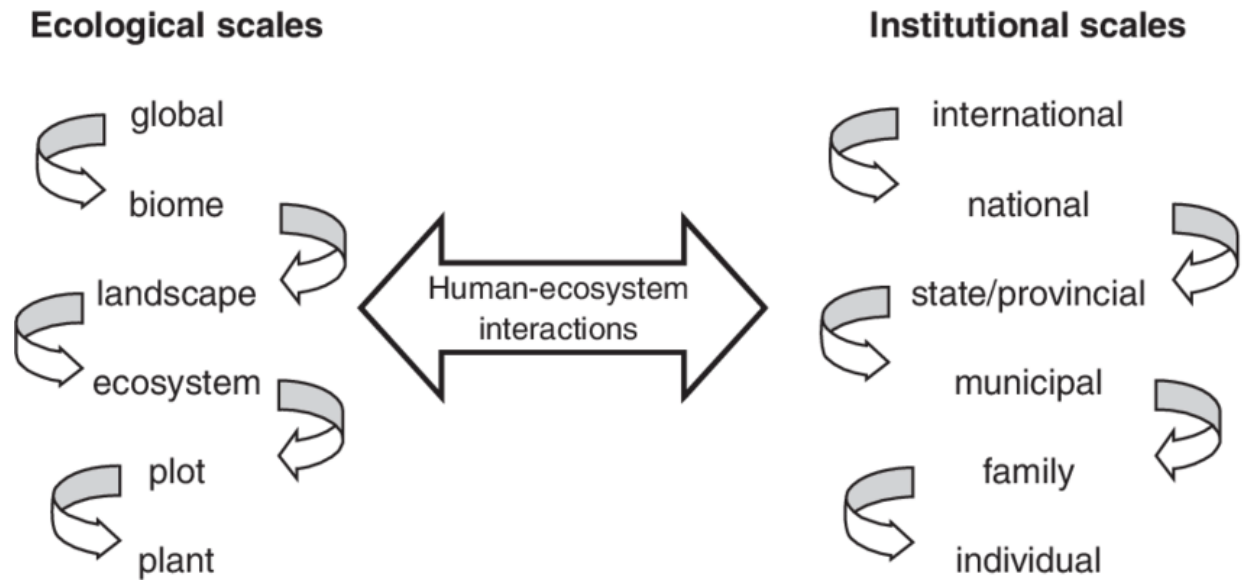 Ecological scales
global
biome
landscape
ecosystem
plot
plant
Human-ecosystem
interactions
Institutional scales
international
national
state/provincial
municipal
family
individual